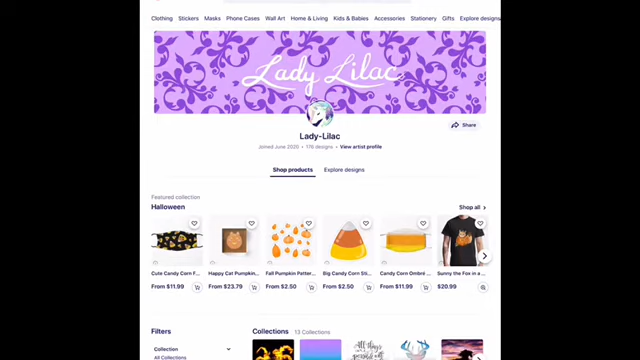 Clothing Stickers Masks Phone Cases Wall Art Home & Living Kids & Babies Accessories Stationery Gifts Explore designs
Lady Lilac
Lady-Lilac
Share
Joined June 2020 • 176 designs • View artist profile
Shop products Explore designs
Featured collection
Halloween Shop all
Cute Candy Corn F... Happy Cat Pumpkin... Fall Pumpkin Patter... Big Candy Corn Sti... Candy Corn Ombré ... Sunny the Fox in a ...
From $11.99 From $23.79 From $2.50 From $2.50 From $11.99 $20.99
Filters Collections 13 Collections
Collection
All Collections
All things